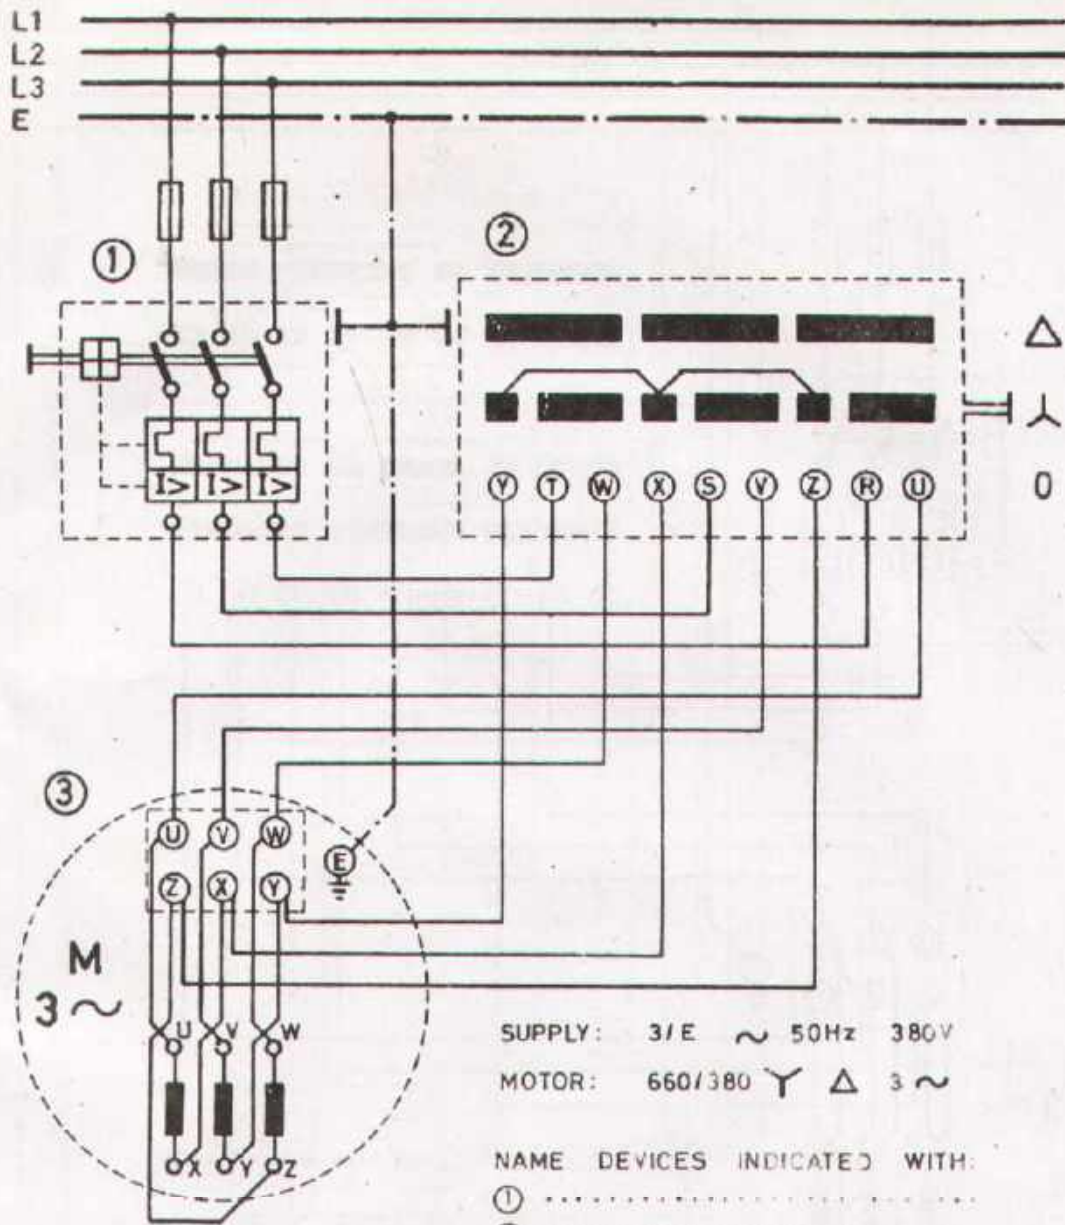 L1
L2
L3
E
①
②
△
I> I> I>
Y T W X S V Z R U
0
③
U V W
E
Z X Y
M
3 ~
U V W
X Y Z
SUPPLY: 3/E ~ 50Hz 380V
MOTOR: 660/380 Y △ 3 ~
NAME DEVICES INDICATED WITH:
① ....................